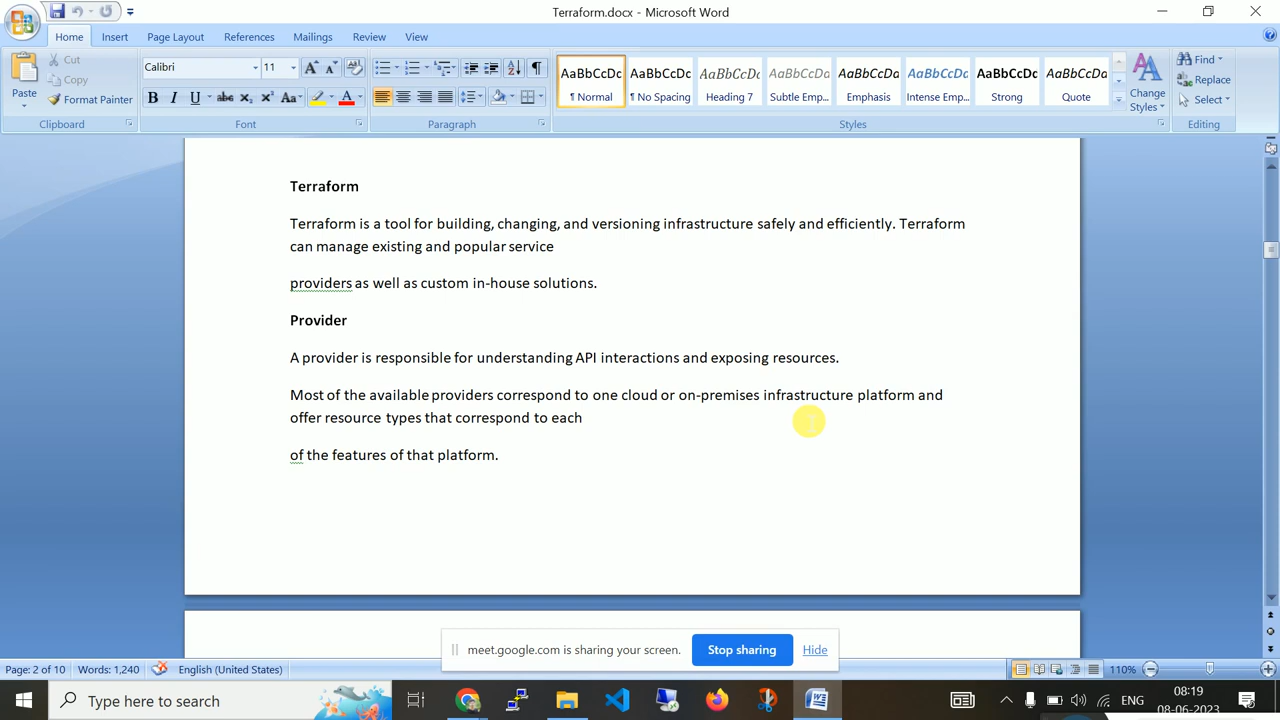 Terraform.docx - Microsoft Word
Home Insert Page Layout References Mailings Review View
Paste
Cut
Copy
Format Painter
Clipboard
Calibri 11
B I U abc x₂ x² Aa
Font
Paragraph
AaBbCcDc AaBbCcDc AaBbCcDc AaBbCcDa AaBbCcDa AaBbCcDa AaBbCcDc AaBbCcDa
¶ Normal ¶ No Spacing Heading 7 Subtle Emp... Emphasis Intense Emp... Strong Quote
Styles
Change Styles
Find
Replace
Select
Editing
Terraform
Terraform is a tool for building, changing, and versioning infrastructure safely and efficiently. Terraform
can manage existing and popular service
providers as well as custom in-house solutions.
Provider
A provider is responsible for understanding API interactions and exposing resources.
Most of the available providers correspond to one cloud or on-premises infrastructure platform and
offer resource types that correspond to each
of the features of that platform.
meet.google.com is sharing your screen. Stop sharing Hide
Page: 2 of 10 Words: 1,240 English (United States) 110%
Type here to search
ENG
08:19
08-06-2023